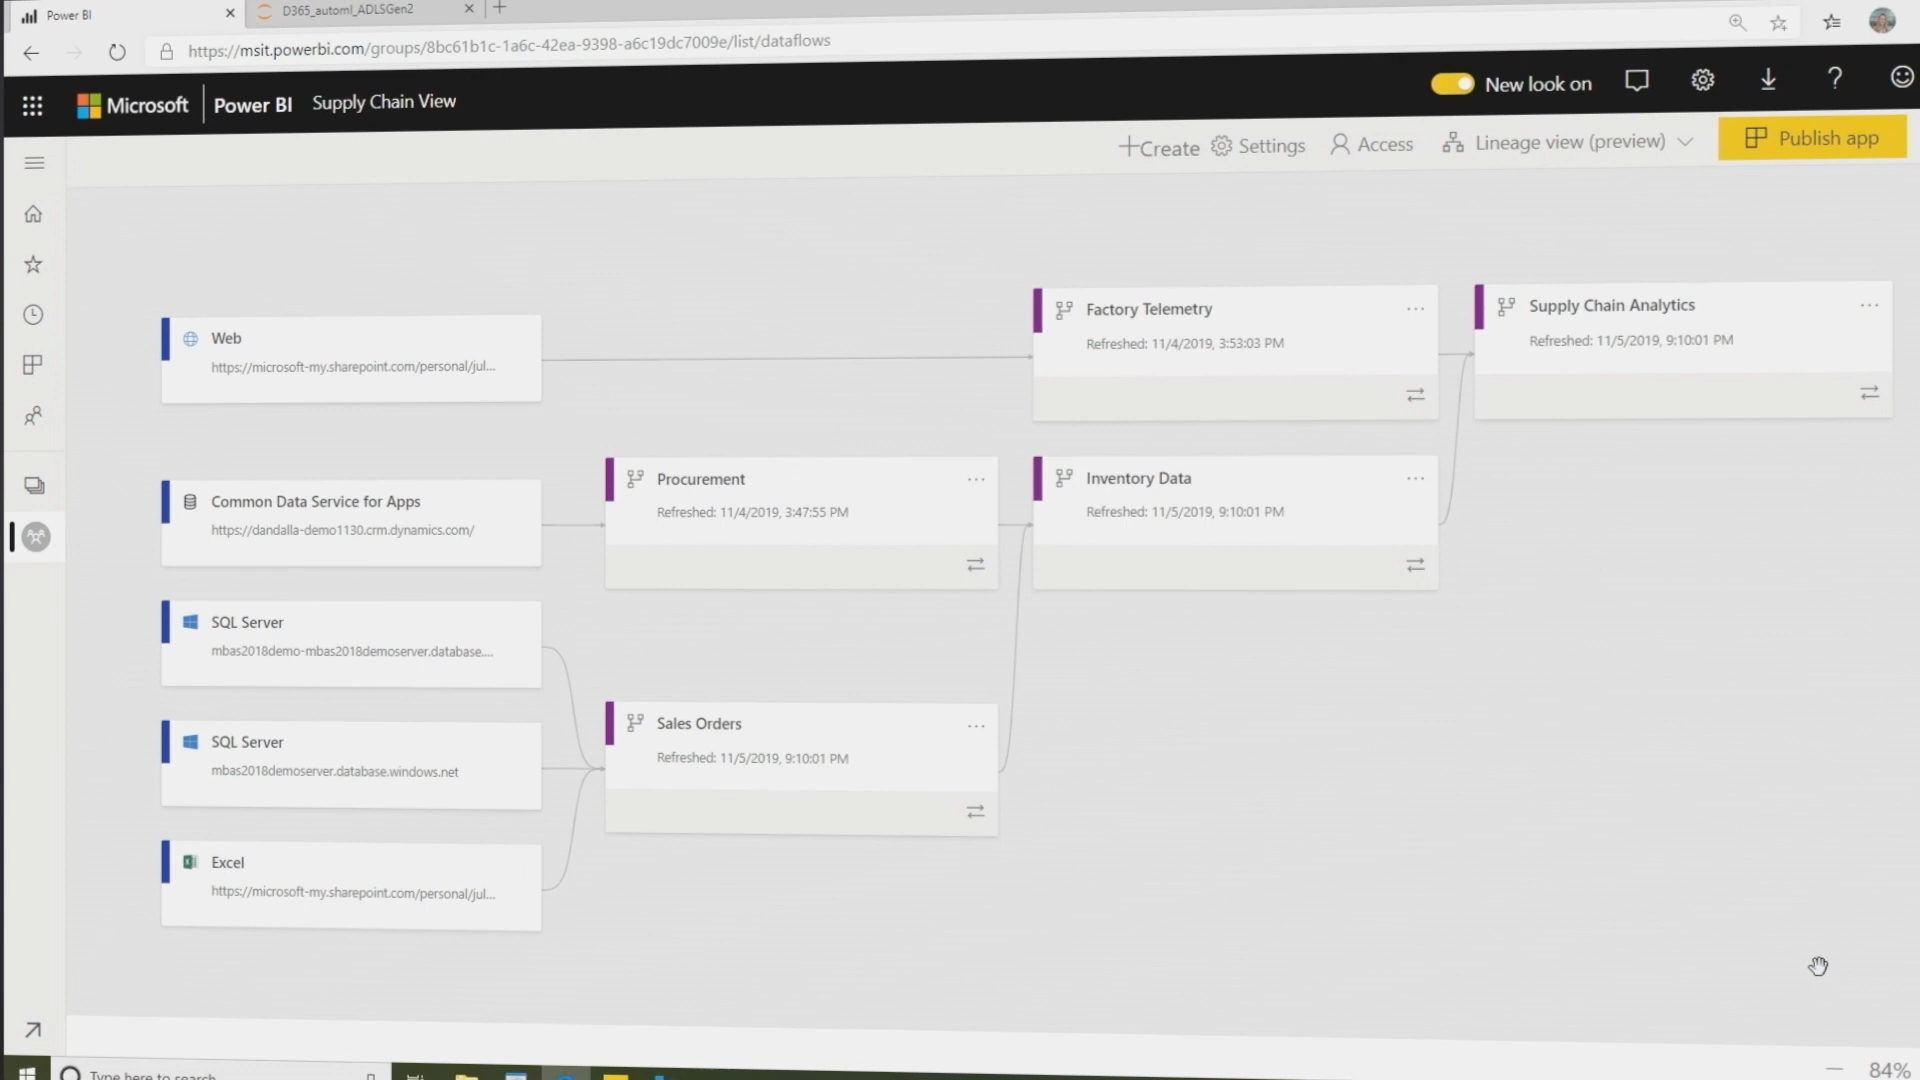 Power BI
D365_automl_ADLSGen2
https://msit.powerbi.com/groups/8bc61b1c-1a6c-42ea-9398-a6c19dc7009e/list/dataflows
Microsoft
Power BI
Supply Chain View
New look on
Create
Settings
Access
Lineage view (preview)
Publish app
Web
https://microsoft-my.sharepoint.com/personal/jul...
Factory Telemetry
Refreshed: 11/4/2019, 3:53:03 PM
Supply Chain Analytics
Refreshed: 11/5/2019, 9:10:01 PM
Common Data Service for Apps
https://dandalla-demo1130.crm.dynamics.com/
Procurement
Refreshed: 11/4/2019, 3:47:55 PM
Inventory Data
Refreshed: 11/5/2019, 9:10:01 PM
SQL Server
mbas2018demo-mbas2018demoserver.database....
SQL Server
mbas2018demoserver.database.windows.net
Sales Orders
Refreshed: 11/5/2019, 9:10:01 PM
Excel
https://microsoft-my.sharepoint.com/personal/jul...
84%
Type here to search